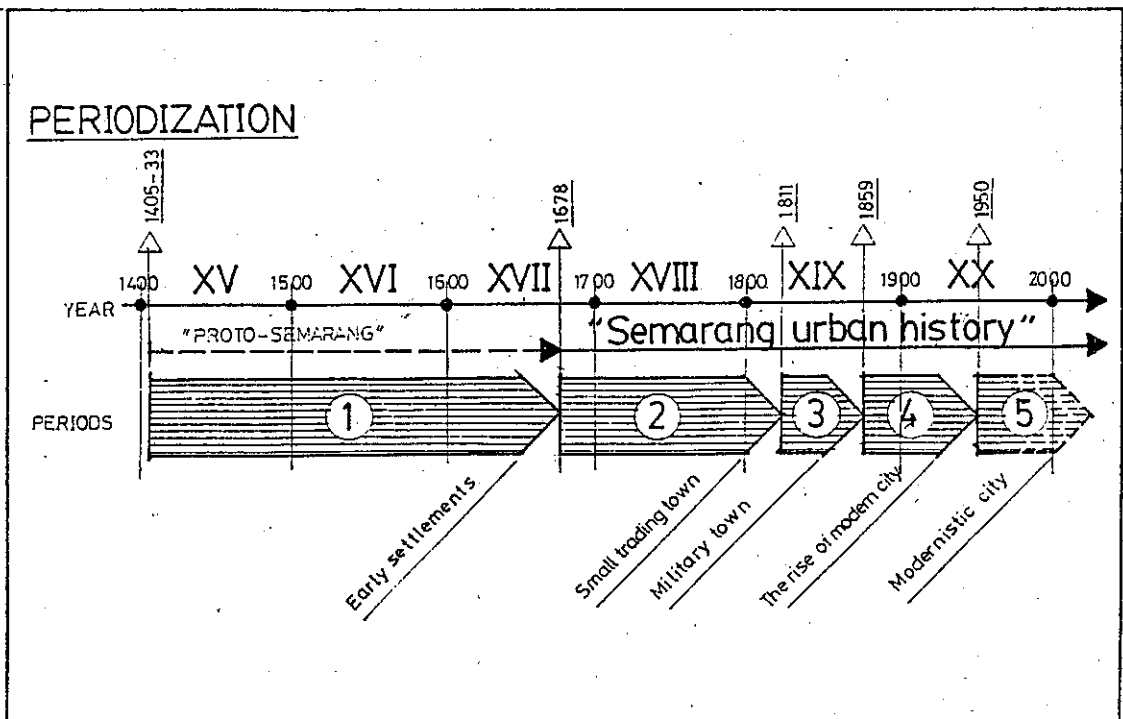 PERIODIZATION
1405-33
1678
1811
1859
1950
1400 XV 1500 XVI 1600 XVII 1700 XVIII 1800 XIX 1900 XX 2000
YEAR
"PROTO-SEMARANG"
"Semarang urban history"
PERIODS
1 2 3 4 5
Early settlements
Small trading town
Military town
The rise of modern city
Modernistic city